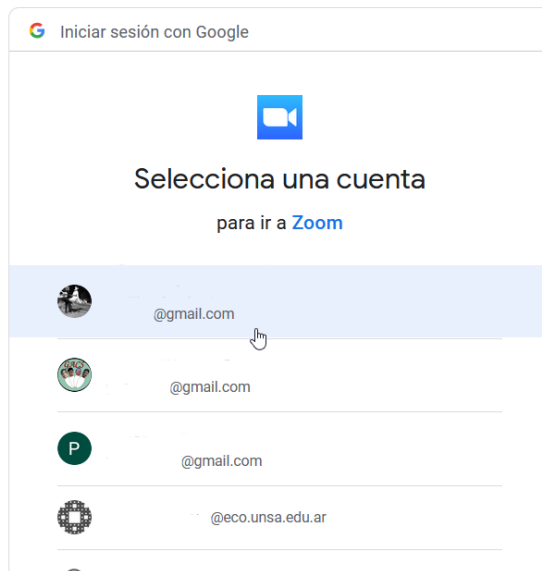 Iniciar sesión con Google
Selecciona una cuenta
para ir a Zoom
@gmail.com
@gmail.com
P
@gmail.com
@eco.unsa.edu.ar